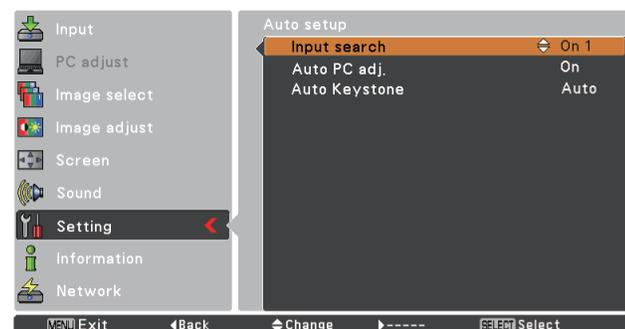 Input
PC adjust
Image select
Image adjust
Screen
Sound
Setting
Information
Network
Auto setup
Input search On 1
Auto PC adj. On
Auto Keystone Auto
MENU Exit Back Change ----- SELECT Select